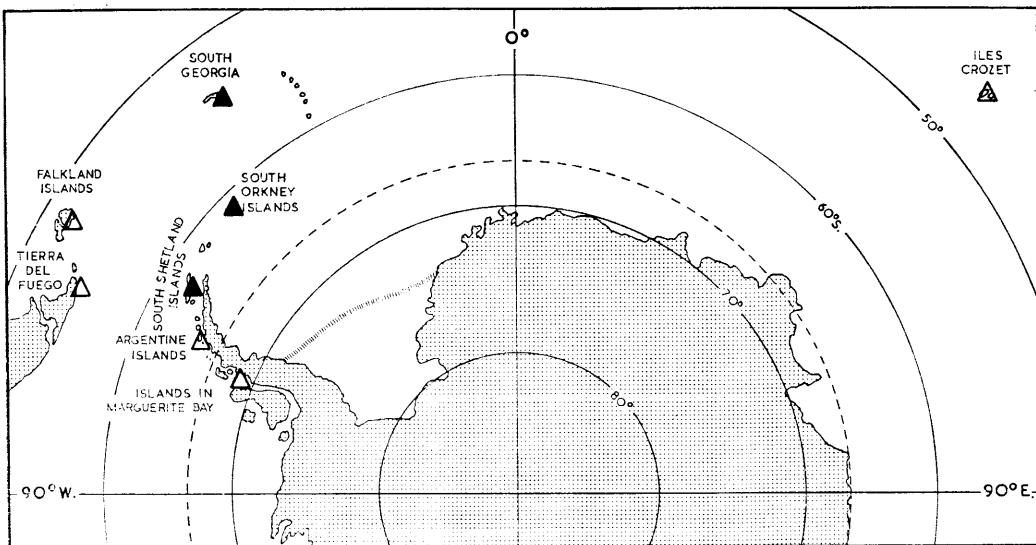 0°
SOUTH
GEORGIA
ILES
CROZET
50°
FALKLAND
ISLANDS
SOUTH
ORKNEY
ISLANDS
60°S.
TIERRA
DEL
FUEGO
SOUTH SHETLAND
ISLANDS
70°
ARGENTINE
ISLANDS
ISLANDS IN
MARGUERITE BAY
80°
90°W.
90°E.